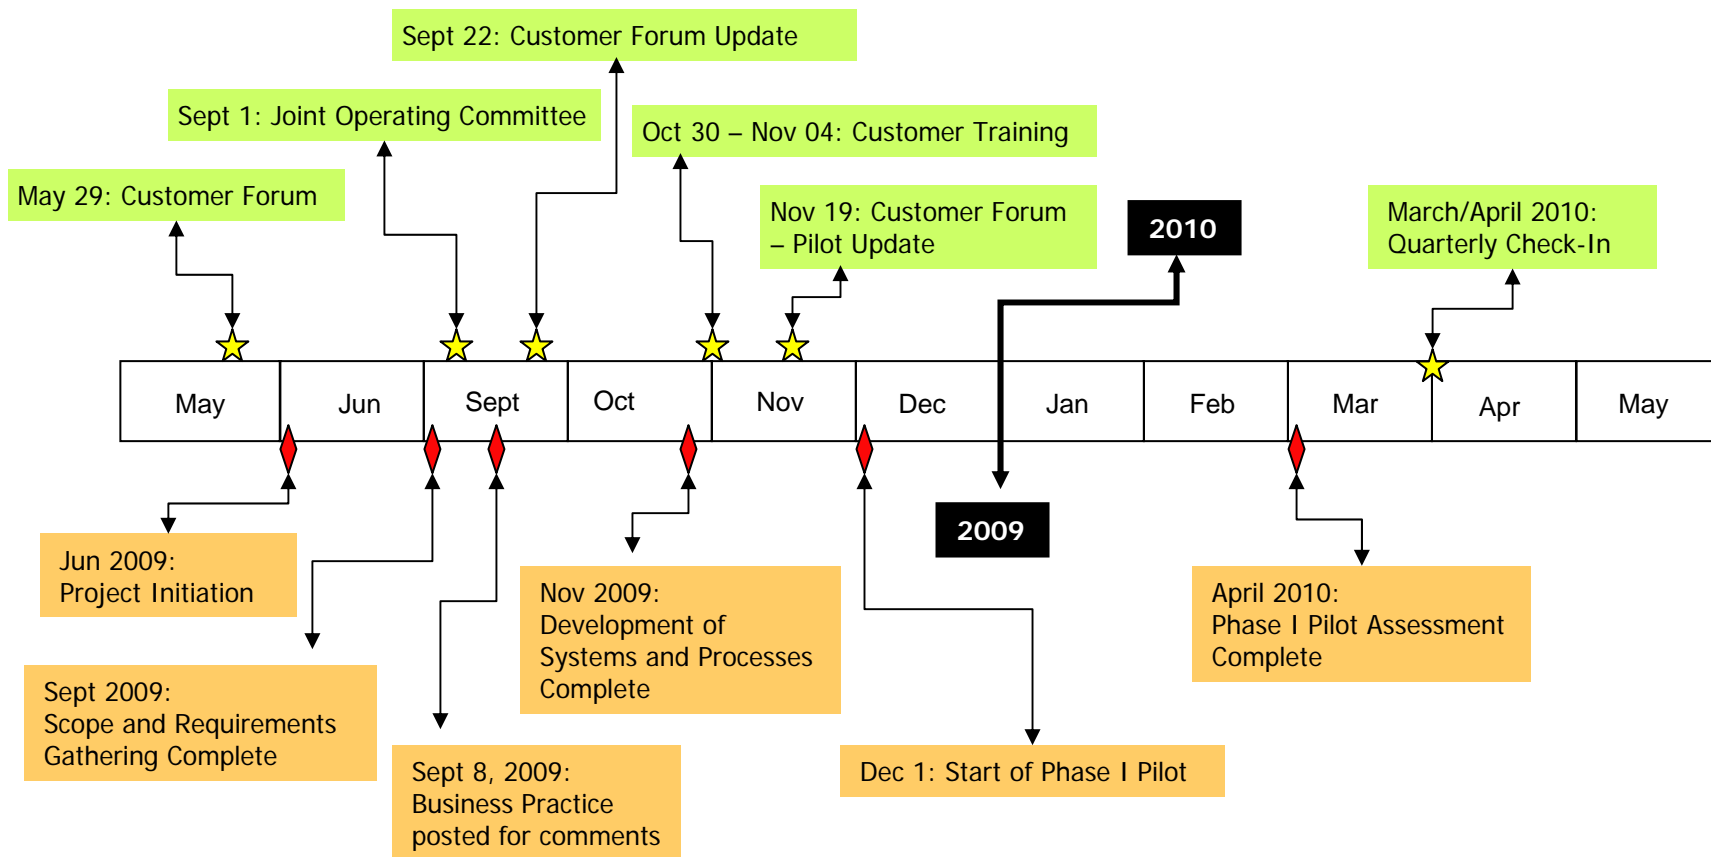 Sept 22: Customer Forum Update
Sept 1: Joint Operating Committee
Oct 30 – Nov 04: Customer Training
May 29: Customer Forum
Nov 19: Customer Forum
– Pilot Update
2010
March/April 2010:
Quarterly Check-In
May
Jun
Sept
Oct
Nov
Dec
Jan
Feb
Mar
Apr
May
2009
Jun 2009:
Project Initiation
Sept 2009:
Scope and Requirements
Gathering Complete
Sept 8, 2009:
Business Practice
posted for comments
Nov 2009:
Development of
Systems and Processes
Complete
Dec 1: Start of Phase I Pilot
April 2010:
Phase I Pilot Assessment
Complete